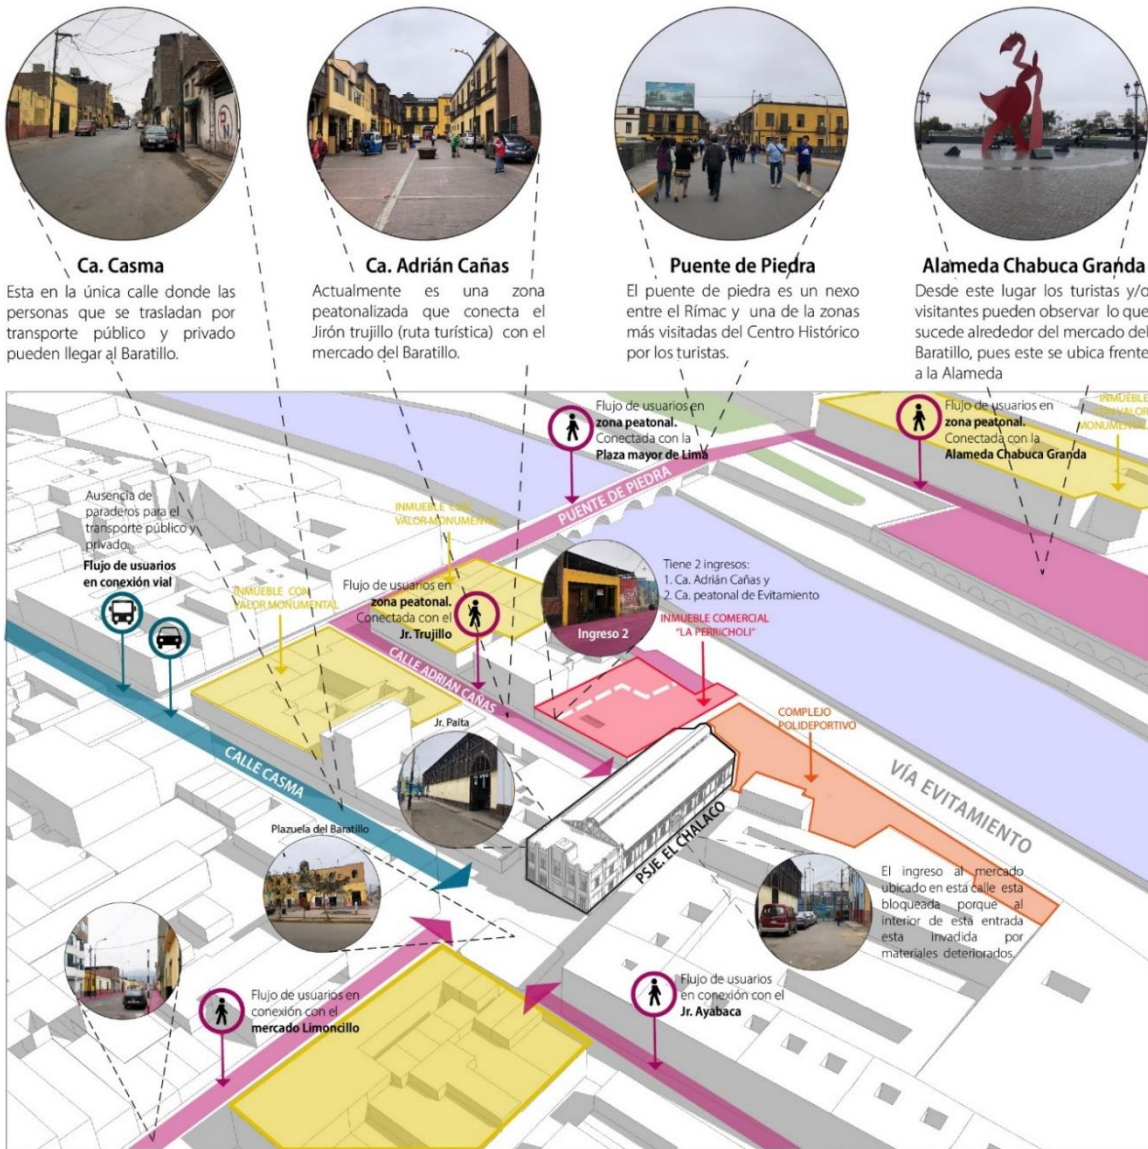 Ca. Casma
Esta en la única calle donde las
personas que se trasladan por
transporte público y privado
pueden llegar al Baratillo.
Ca. Adrián Cañas
Actualmente es una zona
peatonalizada que conecta el
Jirón trujillo (ruta turística) con el
mercado del Baratillo.
Puente de Piedra
El puente de piedra es un nexo
entre el Rímac y una de la zonas
más visitadas del Centro Histórico
por los turistas.
Alameda Chabuca Granda
Desde este lugar los turistas y/o
visitantes pueden observar lo que
sucede alrededor del mercado del
Baratillo, pues este se ubica frente
a la Alameda
Flujo de usuarios en
zona peatonal.
Conectada con la
Plaza mayor de Lima
Flujo de usuarios en
zona peatonal.
Conectada con la
Alameda Chabuca Granda
INMUEBLE
CON VALOR
MONUMENTAL
PUENTE DE PIEDRA
Ausencia de
paraderos para el
transporte público y
privado.
Flujo de usuarios
en conexión vial
INMUEBLE CON
VALOR MONUMENTAL
INMUEBLE CON
VALOR MONUMENTAL
Flujo de usuarios en
zona peatonal.
Conectada con el
Jr. Trujillo
Ingreso 2
Tiene 2 ingresos:
1. Ca. Adrián Cañas y
2. Ca. peatonal de Evitamiento
INMUEBLE COMERCIAL
"LA PERRICHOLI"
CALLE ADRIÁN CAÑAS
COMPLEJO
POLIDEPORTIVO
VÍA EVITAMIENTO
CALLE CASMA
Jr. Paita
PSJE. EL CHALACO
Plazuela del Baratillo
El ingreso al mercado
ubicado en esta calle esta
bloqueada porque al
interior de esta entrada
esta invadida por
materiales deteriorados.
Flujo de usuarios en
conexión con el
mercado Limoncillo
Flujo de usuarios
en conexión con el
Jr. Ayabaca